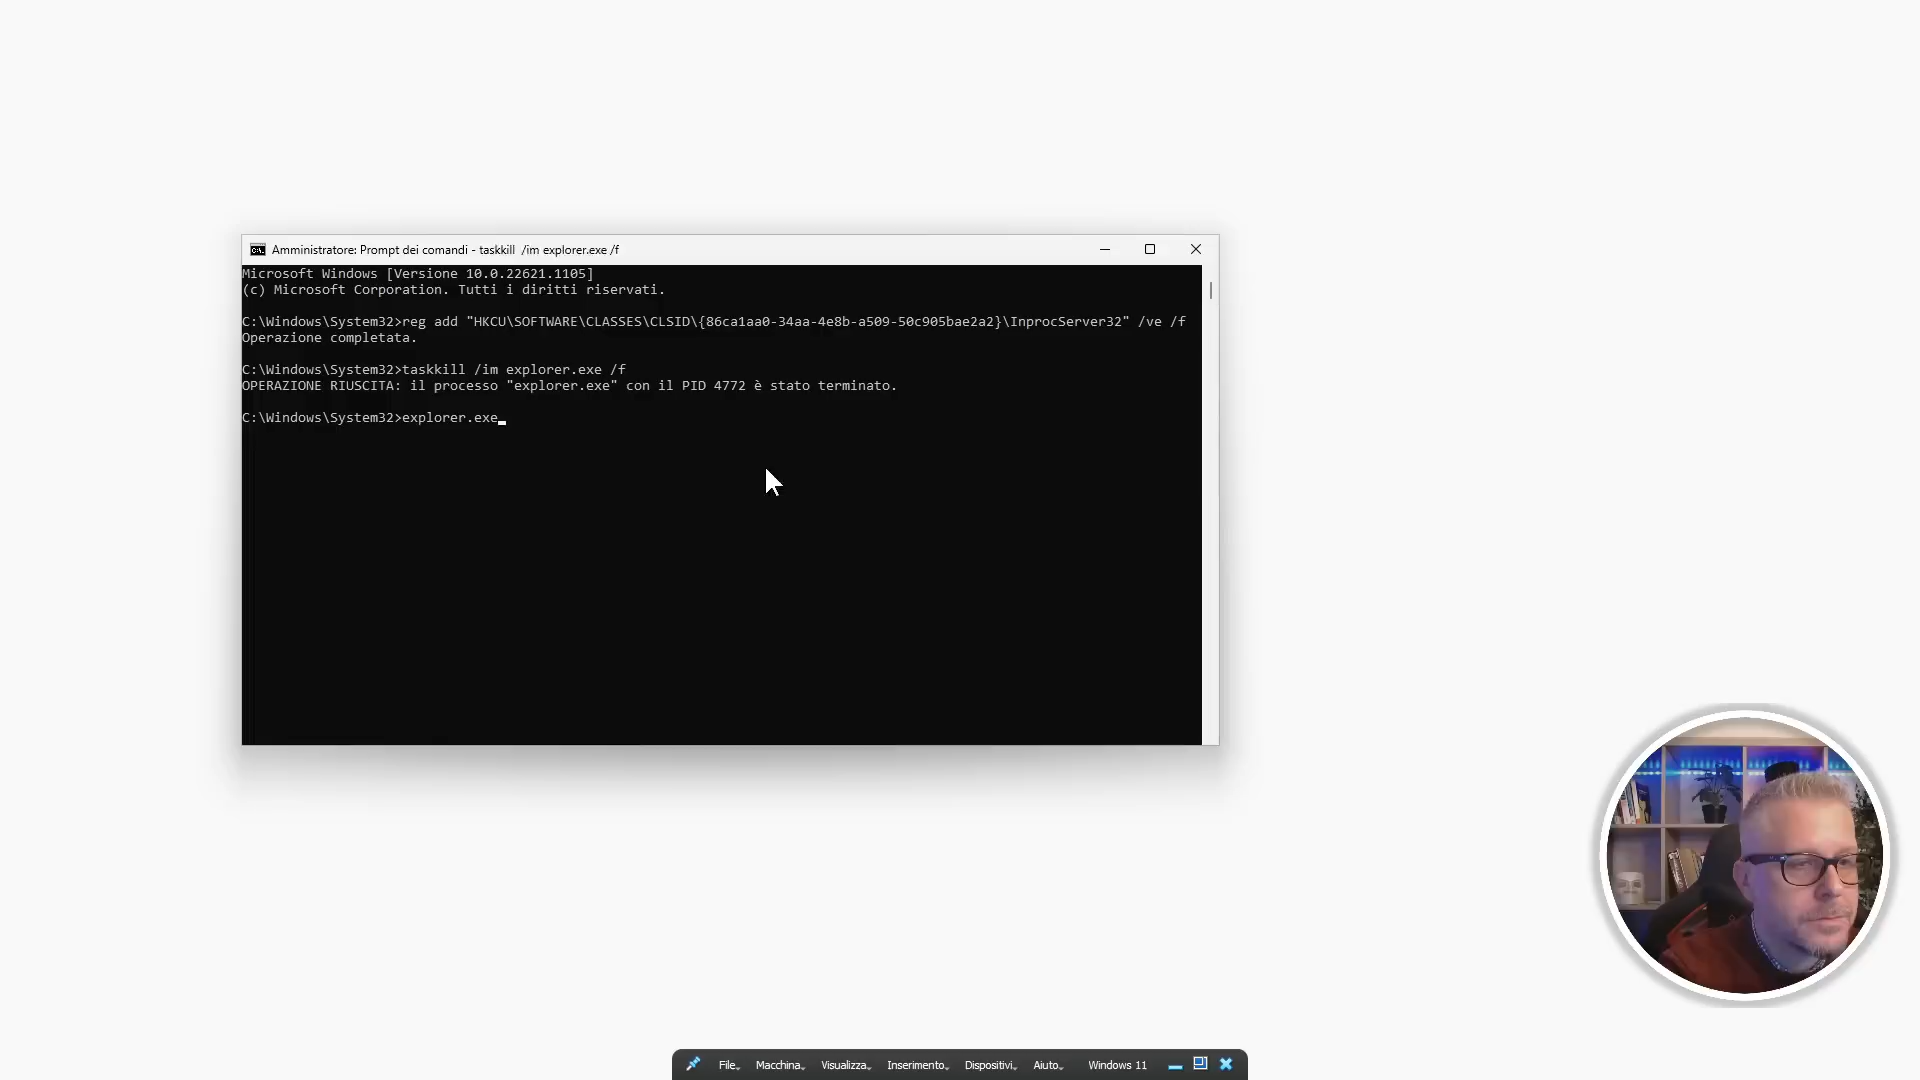 Amministratore: Prompt dei comandi - taskkill  /im explorer.exe /f
Microsoft Windows [Versione 10.0.22621.1105]
(c) Microsoft Corporation. Tutti i diritti riservati.
C:\Windows\System32>reg add "HKCU\SOFTWARE\CLASSES\CLSID\{86ca1aa0-34aa-4e8b-a509-50c905bae2a2}\InprocServer32" /ve /f
Operazione completata.
C:\Windows\System32>taskkill /im explorer.exe /f
OPERAZIONE RIUSCITA: il processo "explorer.exe" con il PID 4772 è stato terminato.
C:\Windows\System32>explorer.exe
File Macchina Visualizza Inserimento Dispositivi Aiuto Windows 11